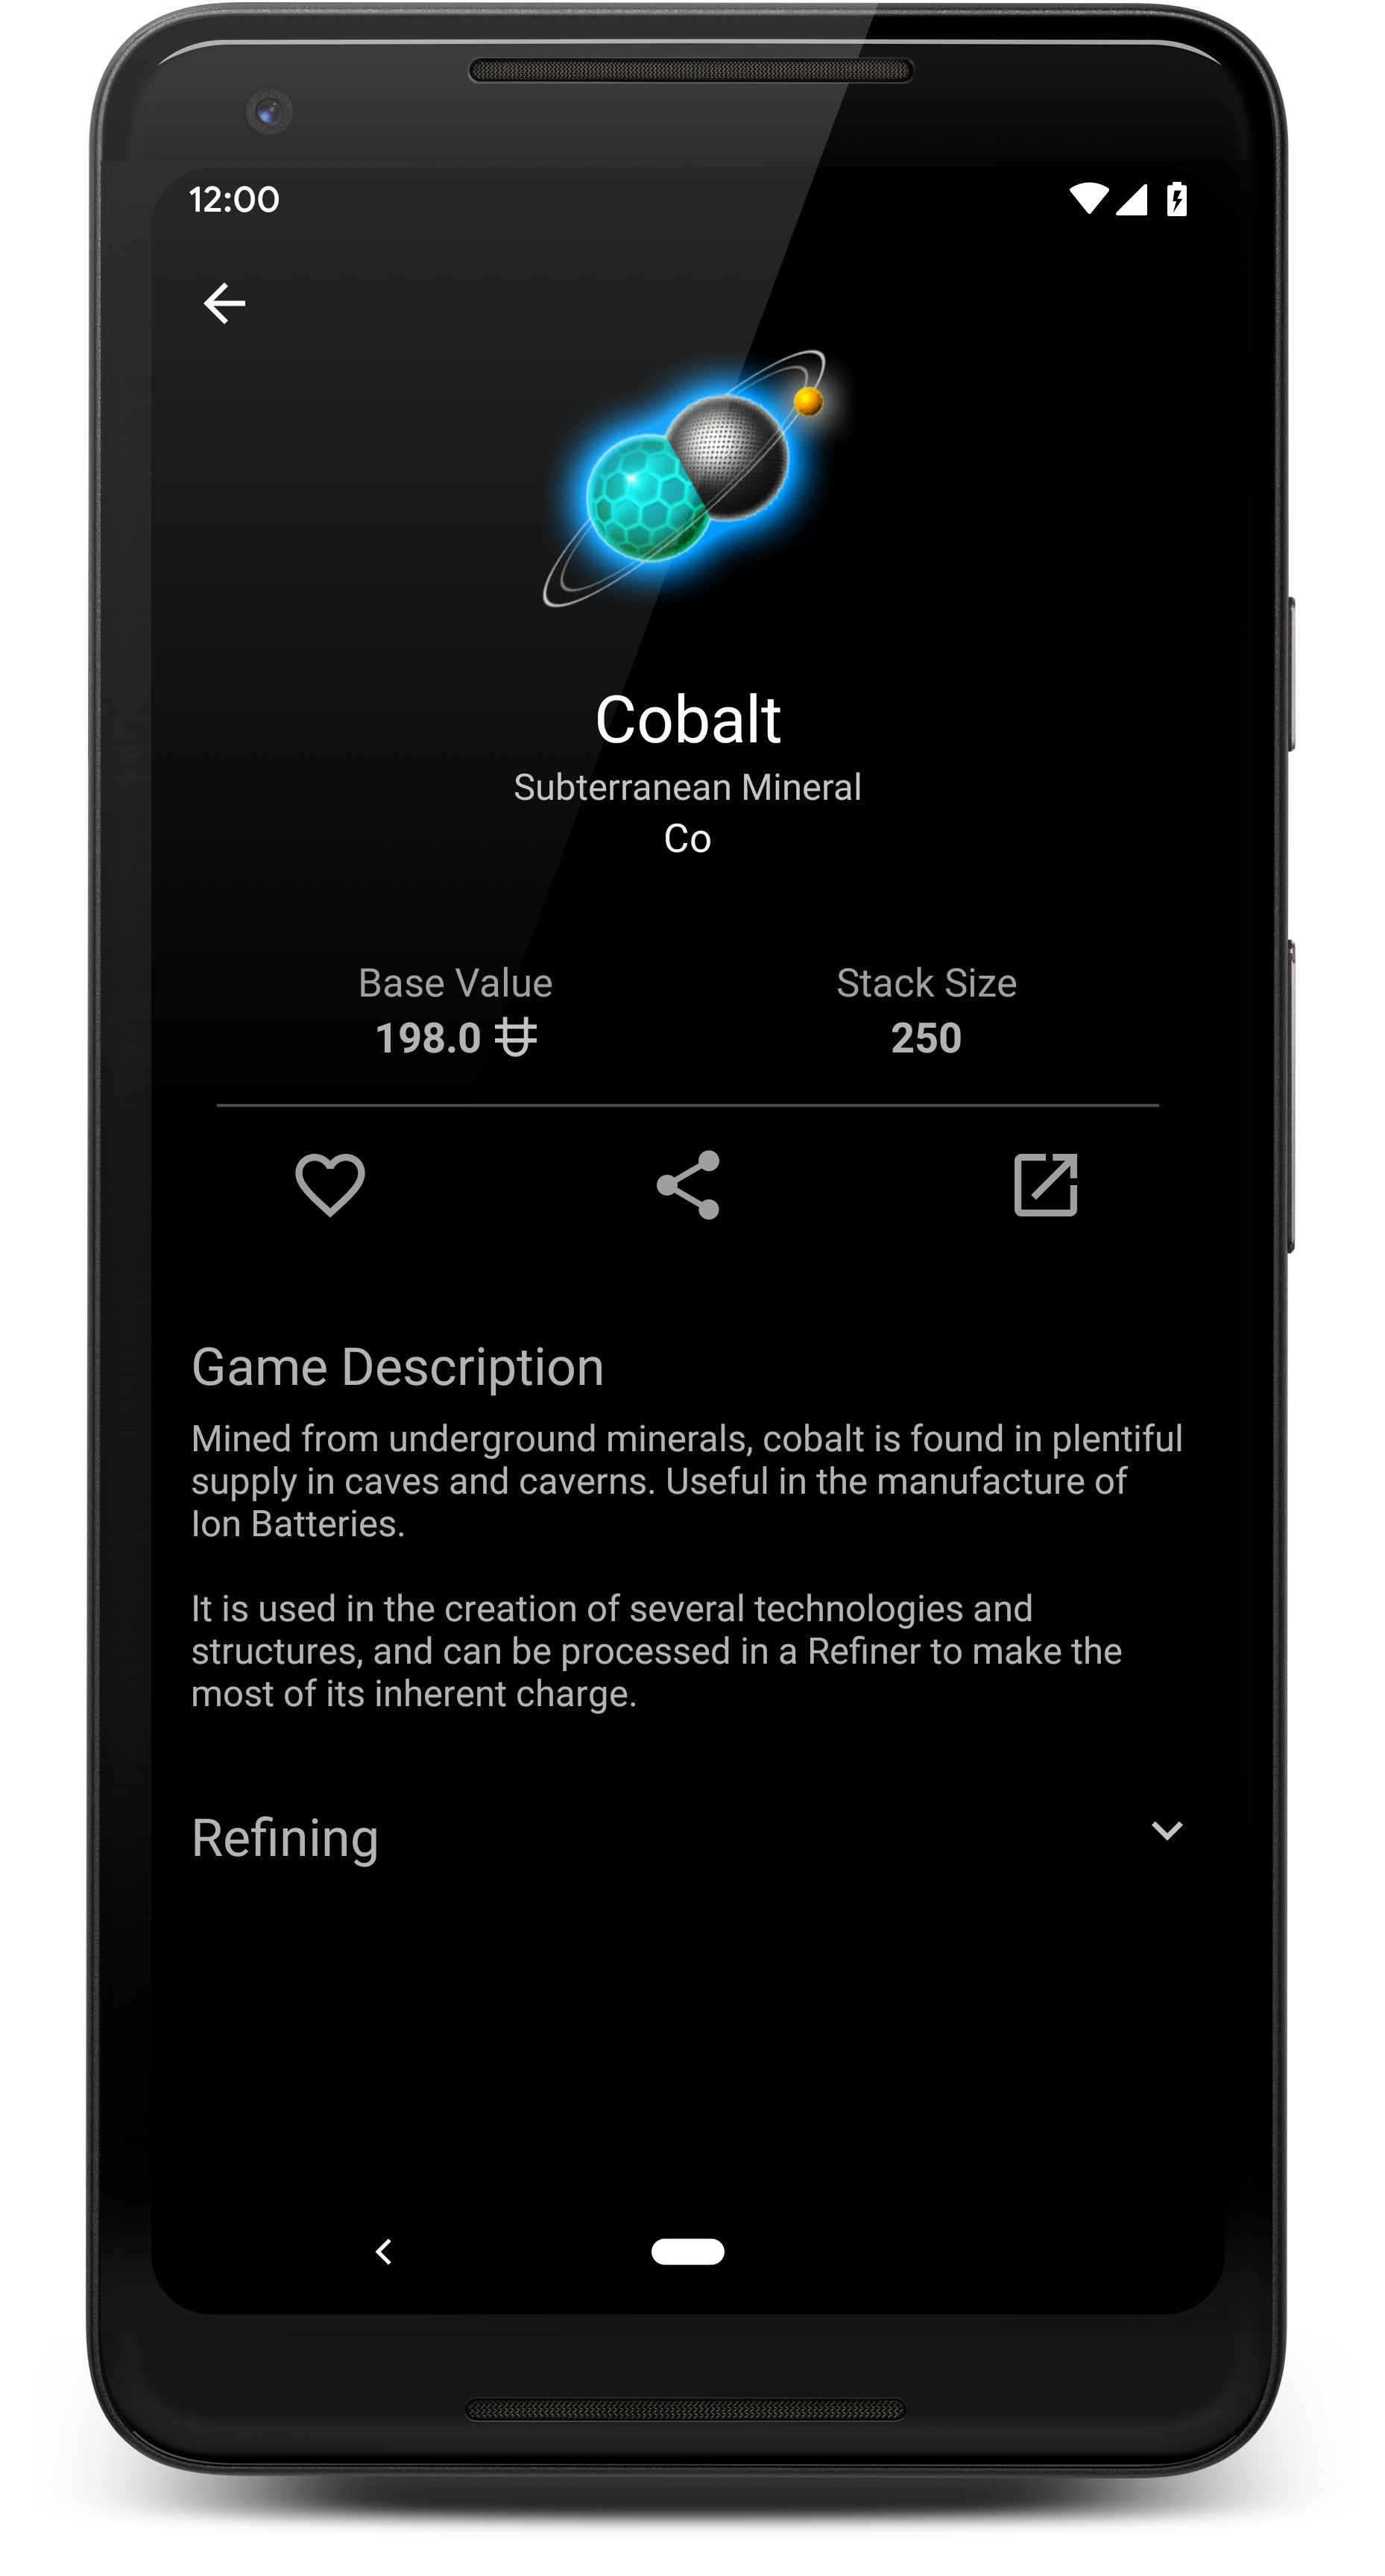 12:00
Cobalt
Subterranean Mineral
Co
Base Value
Stack Size
198.0
250
Game Description
Mined from underground minerals, cobalt is found in plentiful
supply in caves and caverns. Useful in the manufacture of
Ion Batteries.
It is used in the creation of several technologies and
structures, and can be processed in a Refiner to make the
most of its inherent charge.
Refining